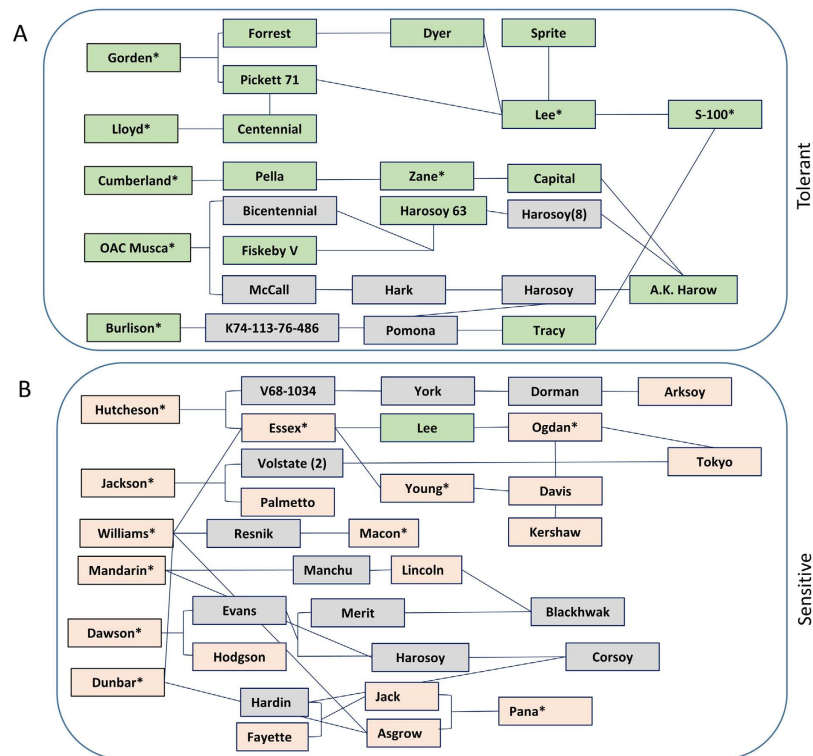 A
Forrest
Dyer
Sprite
Gorden*
Pickett 71
Lee*
S-100*
Lloyd*
Centennial
Cumberland*
Pella
Zane*
Capital
Bicentennial
Harosoy 63
Harosoy(8)
OAC Musca*
Fiskeby V
McCall
Hark
Harosoy
A.K. Harow
Burlison*
K74-113-76-486
Pomona
Tracy
Tolerant
B
V68-1034
York
Dorman
Arksoy
Hutcheson*
Essex*
Lee
Ogdan*
Volstate (2)
Tokyo
Jackson*
Palmetto
Young*
Davis
Williams*
Resnik
Macon*
Kershaw
Mandarin*
Manchu
Lincoln
Evans
Merit
Blackhwak
Dawson*
Hodgson
Harosoy
Corsoy
Dunbar*
Hardin
Jack
Pana*
Fayette
Asgrow
Sensitive